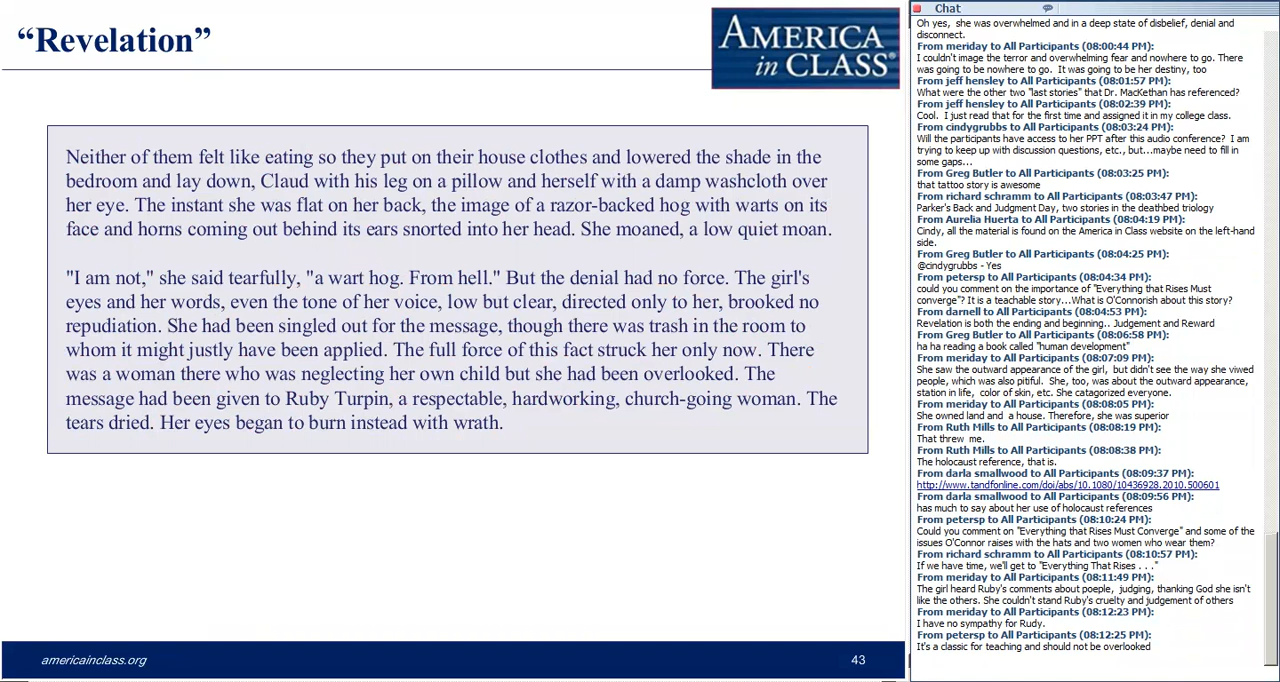 “Revelation”
AMERICA
in CLASS®
Neither of them felt like eating so they put on their house clothes and lowered the shade in the
bedroom and lay down, Claud with his leg on a pillow and herself with a damp washcloth over
her eye. The instant she was flat on her back, the image of a razor-backed hog with warts on its
face and horns coming out behind its ears snorted into her head. She moaned, a low quiet moan.
"I am not," she said tearfully, "a wart hog. From hell." But the denial had no force. The girl's
eyes and her words, even the tone of her voice, low but clear, directed only to her, brooked no
repudiation. She had been singled out for the message, though there was trash in the room to
whom it might justly have been applied. The full force of this fact struck her only now. There
was a woman there who was neglecting her own child but she had been overlooked. The
message had been given to Ruby Turpin, a respectable, hardworking, church-going woman. The
tears dried. Her eyes began to burn instead with wrath.
americainclass.org
43
Chat
Oh yes, she was overwhelmed and in a deep state of disbelief, denial and
disconnect.
From meriday to All Participants (08:00:44 PM):
I couldn't image the terror and overwhelming fear and nowhere to go. There
was going to be nowhere to go. It was going to be her destiny, too
From jeff hensley to All Participants (08:01:57 PM):
What were the other two "last stories" that Dr. MacKethan has referenced?
From jeff hensley to All Participants (08:02:39 PM):
Cool. I just read that for the first time and assigned it in my college class.
From cindygrubbs to All Participants (08:03:24 PM):
Will the participants have access to her PPT after this audio conference? I am
trying to keep up with discussion questions, etc., but...maybe need to fill in
some gaps...
From Greg Butler to All Participants (08:03:25 PM):
that tattoo story is awesome
From richard schramm to All Participants (08:03:47 PM):
Parker's Back and Judgment Day, two stories in the deathbed triology
From Aurelia Huerta to All Participants (08:04:19 PM):
Cindy, all the material is found on the America in Class website on the left-hand
side.
From Greg Butler to All Participants (08:04:25 PM):
@cindygrubbs - Yes
From petersp to All Participants (08:04:34 PM):
could you comment on the importance of "Everything that Rises Must
converge"? It is a teachable story...What is O'Connorish about this story?
From darnell to All Participants (08:04:53 PM):
Revelation is both the ending and beginning.. Judgement and Reward
From Greg Butler to All Participants (08:06:58 PM):
ha ha reading a book called "human development"
From meriday to All Participants (08:07:09 PM):
She saw the outward appearance of the girl, but didn't see the way she viwed
people, which was also pitiful. She, too, was about the outward appearance,
station in life, color of skin, etc. She catagorized everyone.
From meriday to All Participants (08:08:05 PM):
She owned land and a house. Therefore, she was superior
From Ruth Mills to All Participants (08:08:19 PM):
That threw me.
From Ruth Mills to All Participants (08:08:38 PM):
The holocaust reference, that is.
From darla smallwood to All Participants (08:09:37 PM):
http://www.tandfonline.com/doi/abs/10.1080/10436928.2010.500601
From darla smallwood to All Participants (08:09:56 PM):
has much to say about her use of holocaust references
From petersp to All Participants (08:10:24 PM):
Could you comment on "Everything that Rises Must Converge" and some of the
issues O'Connor raises with the hats and two women who wear them?
From richard schramm to All Participants (08:10:57 PM):
If we have time, we'll get to "Everything That Rises . . ."
From meriday to All Participants (08:11:49 PM):
The girl heard Ruby's comments about poeple, judging, thanking God she isn't
like the others. She couldn't stand Ruby's cruelty and judgement of others
From meriday to All Participants (08:12:23 PM):
I have no sympathy for Rudy.
From petersp to All Participants (08:12:25 PM):
It's a classic for teaching and should not be overlooked